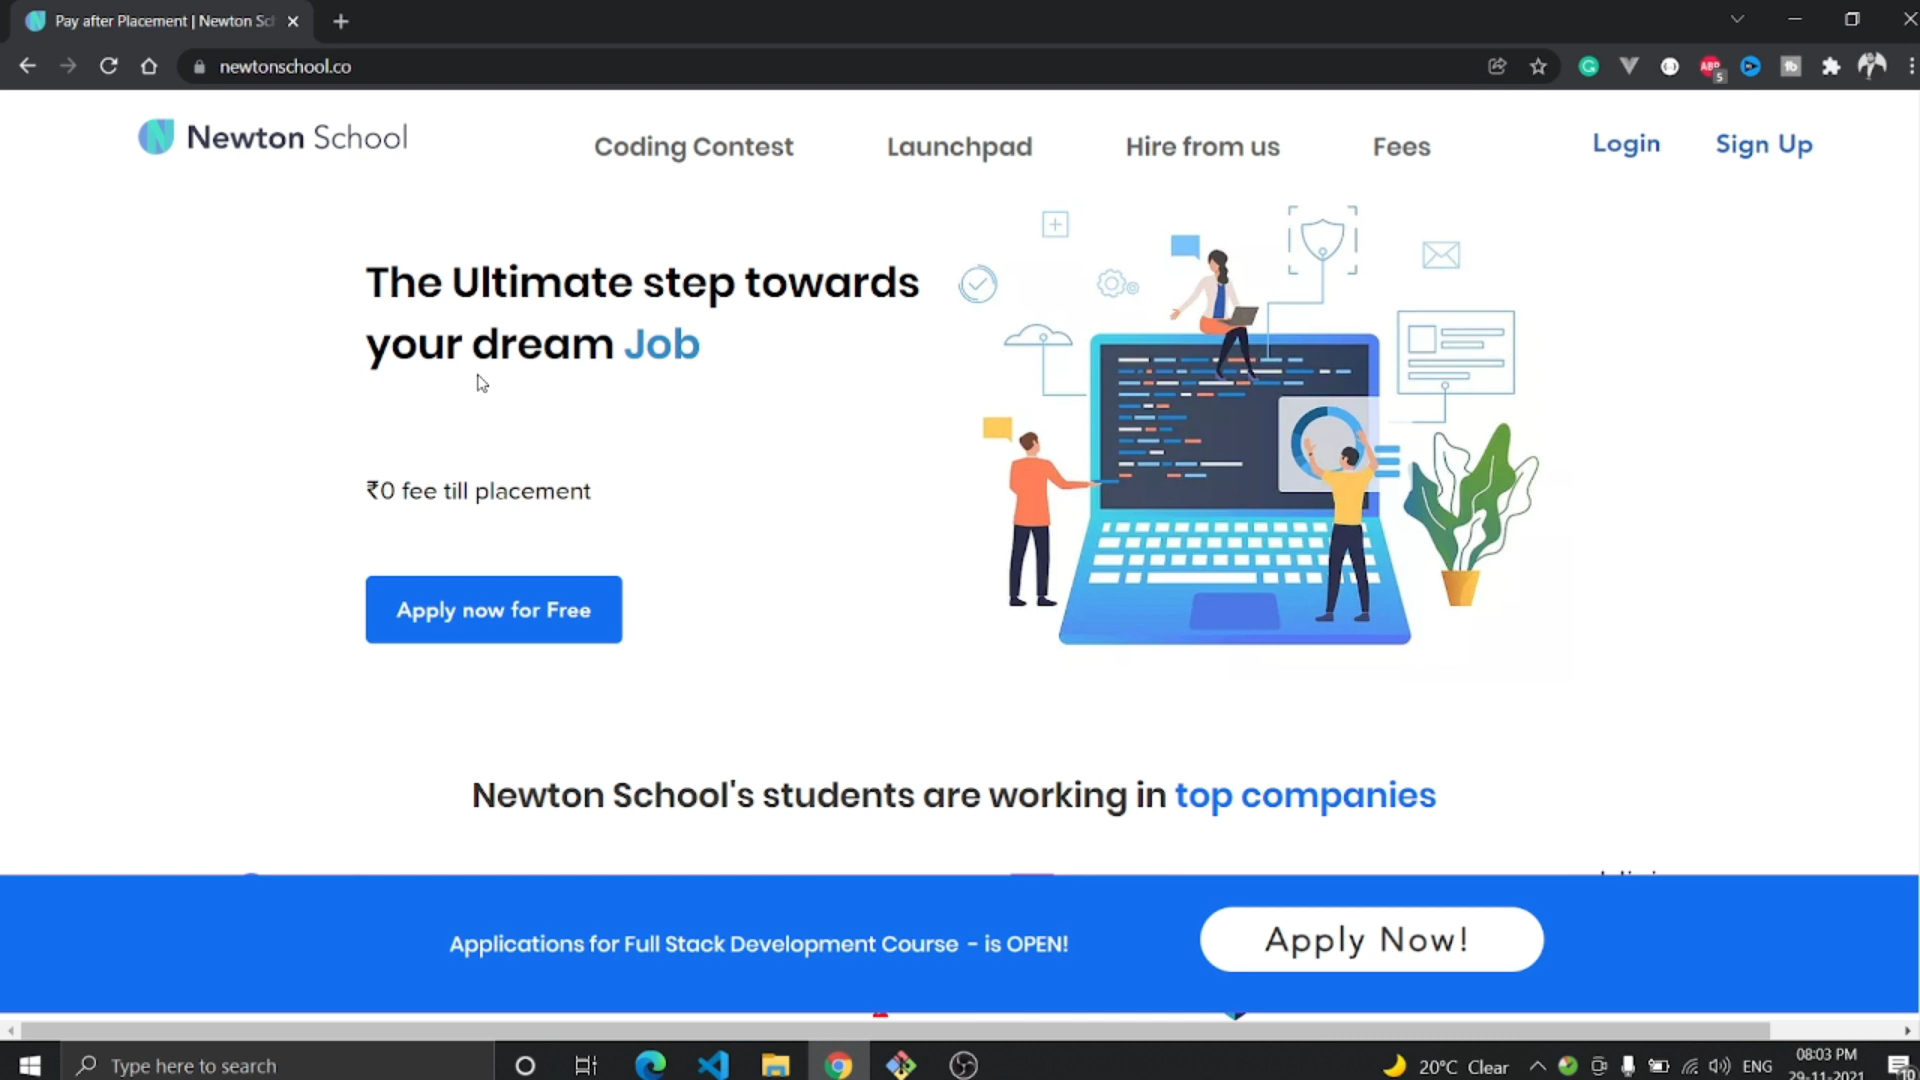 Pay after Placement | Newton Sc
newtonschool.co
Newton School
Coding Contest
Launchpad
Hire from us
Fees
Login
Sign Up
The Ultimate step towards
your dream Job
₹0 fee till placement
Apply now for Free
Newton School's students are working in top companies
Applications for Full Stack Development Course - is OPEN!
Apply Now!
Type here to search
20°C Clear
ENG
08:03 PM
29-11-2021
10
ABP
5